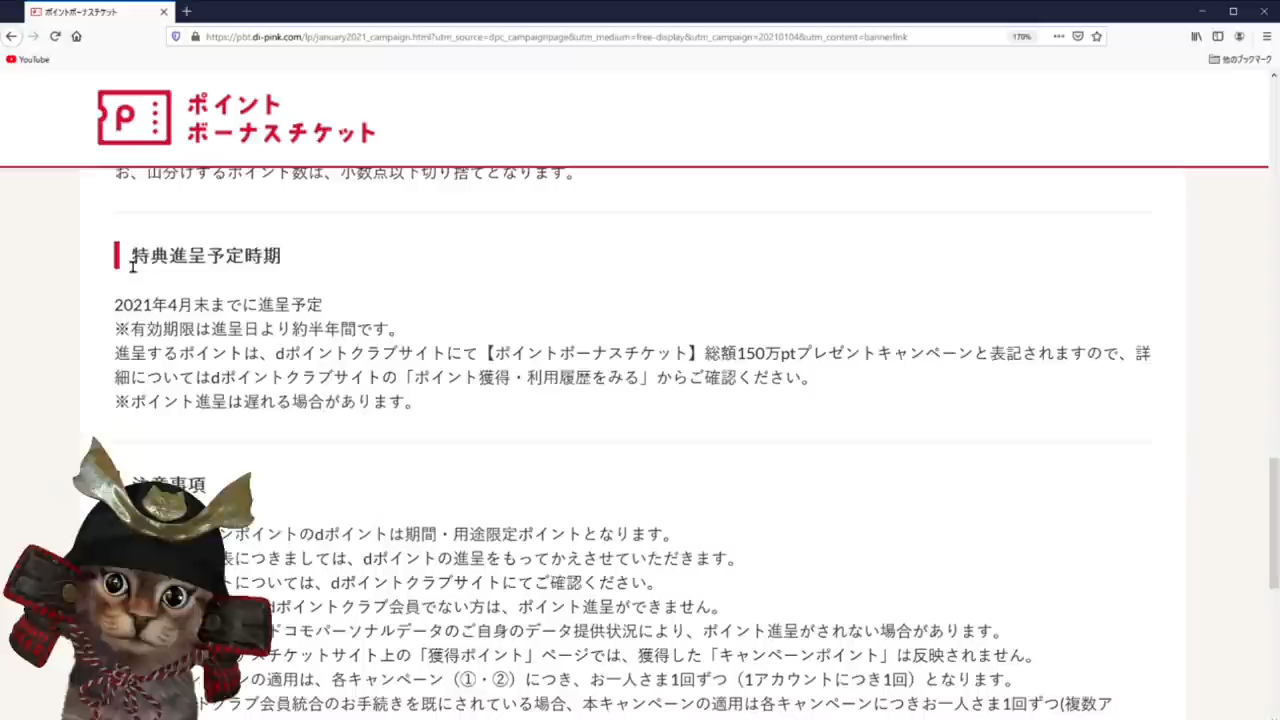 ポイントボーナスチケット
https://pbt.di-pink.com/lp/january2021_campaign.html?utm_source=dpc_campaignpage&utm_medium=free-display&utm_campaign=20210104&utm_content=bannerlink
170%
YouTube
他のブックマーク
P
ポイント
ボーナスチケット
お、山分けするポイント数は、小数点以下切り捨てとなります。
特典進呈予定時期
2021年4月末までに進呈予定
※有効期限は進呈日より約半年間です。
進呈するポイントは、dポイントクラブサイトにて【ポイントボーナスチケット】総額150万ptプレゼントキャンペーンと表記されますので、詳
細についてはdポイントクラブサイトの「ポイント獲得・利用履歴をみる」からご確認ください。
※ポイント進呈は遅れる場合があります。
注意事項
ンポイントのdポイントは期間・用途限定ポイントとなります。
表につきましては、dポイントの進呈をもってかえさせていただきます。
トについては、dポイントクラブサイトにてご確認ください。
dポイントクラブ会員でない方は、ポイント進呈ができません。
ドコモパーソナルデータのご自身のデータ提供状況により、ポイント進呈がされない場合があります。
スチケットサイト上の「獲得ポイント」ページでは、獲得した「キャンペーンポイント」は反映されません。
ンの適用は、各キャンペーン（①・②）につき、お一人さま1回ずつ（1アカウントにつき1回）となります。
トクラブ会員統合のお手続きを既にされている場合、本キャンペーンの適用は各キャンペーンにつきお一人さま1回ずつ(複数ア